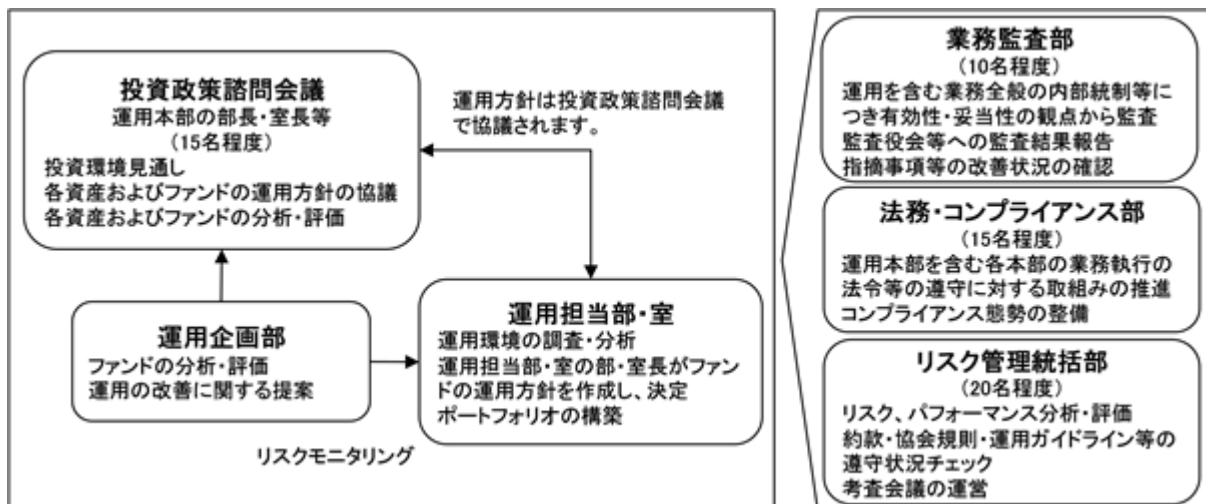 投資政策諮問会議
運用本部の部長・室長等
(15名程度)
投資環境見通し
各資産およびファンドの運用方針の協議
各資産およびファンドの分析・評価
運用方針は投資政策諮問会議
で協議されます。
運用企画部
ファンドの分析・評価
運用の改善に関する提案
運用担当部・室
運用環境の調査・分析
運用担当部・室の部・室長がファン
ドの運用方針を作成し、決定
ポートフォリオの構築
リスクモニタリング
業務監査部
(10名程度)
運用を含む業務全般の内部統制等に
つき有効性・妥当性の観点から監査
監査役会等への監査結果報告
指摘事項等の改善状況の確認
法務・コンプライアンス部
(15名程度)
運用本部を含む各本部の業務執行の
法令等の遵守に対する取組みの推進
コンプライアンス態勢の整備
リスク管理統括部
(20名程度)
リスク、パフォーマンス分析・評価
約款・協会規則・運用ガイドライン等の
遵守状況チェック
考査会議の運営